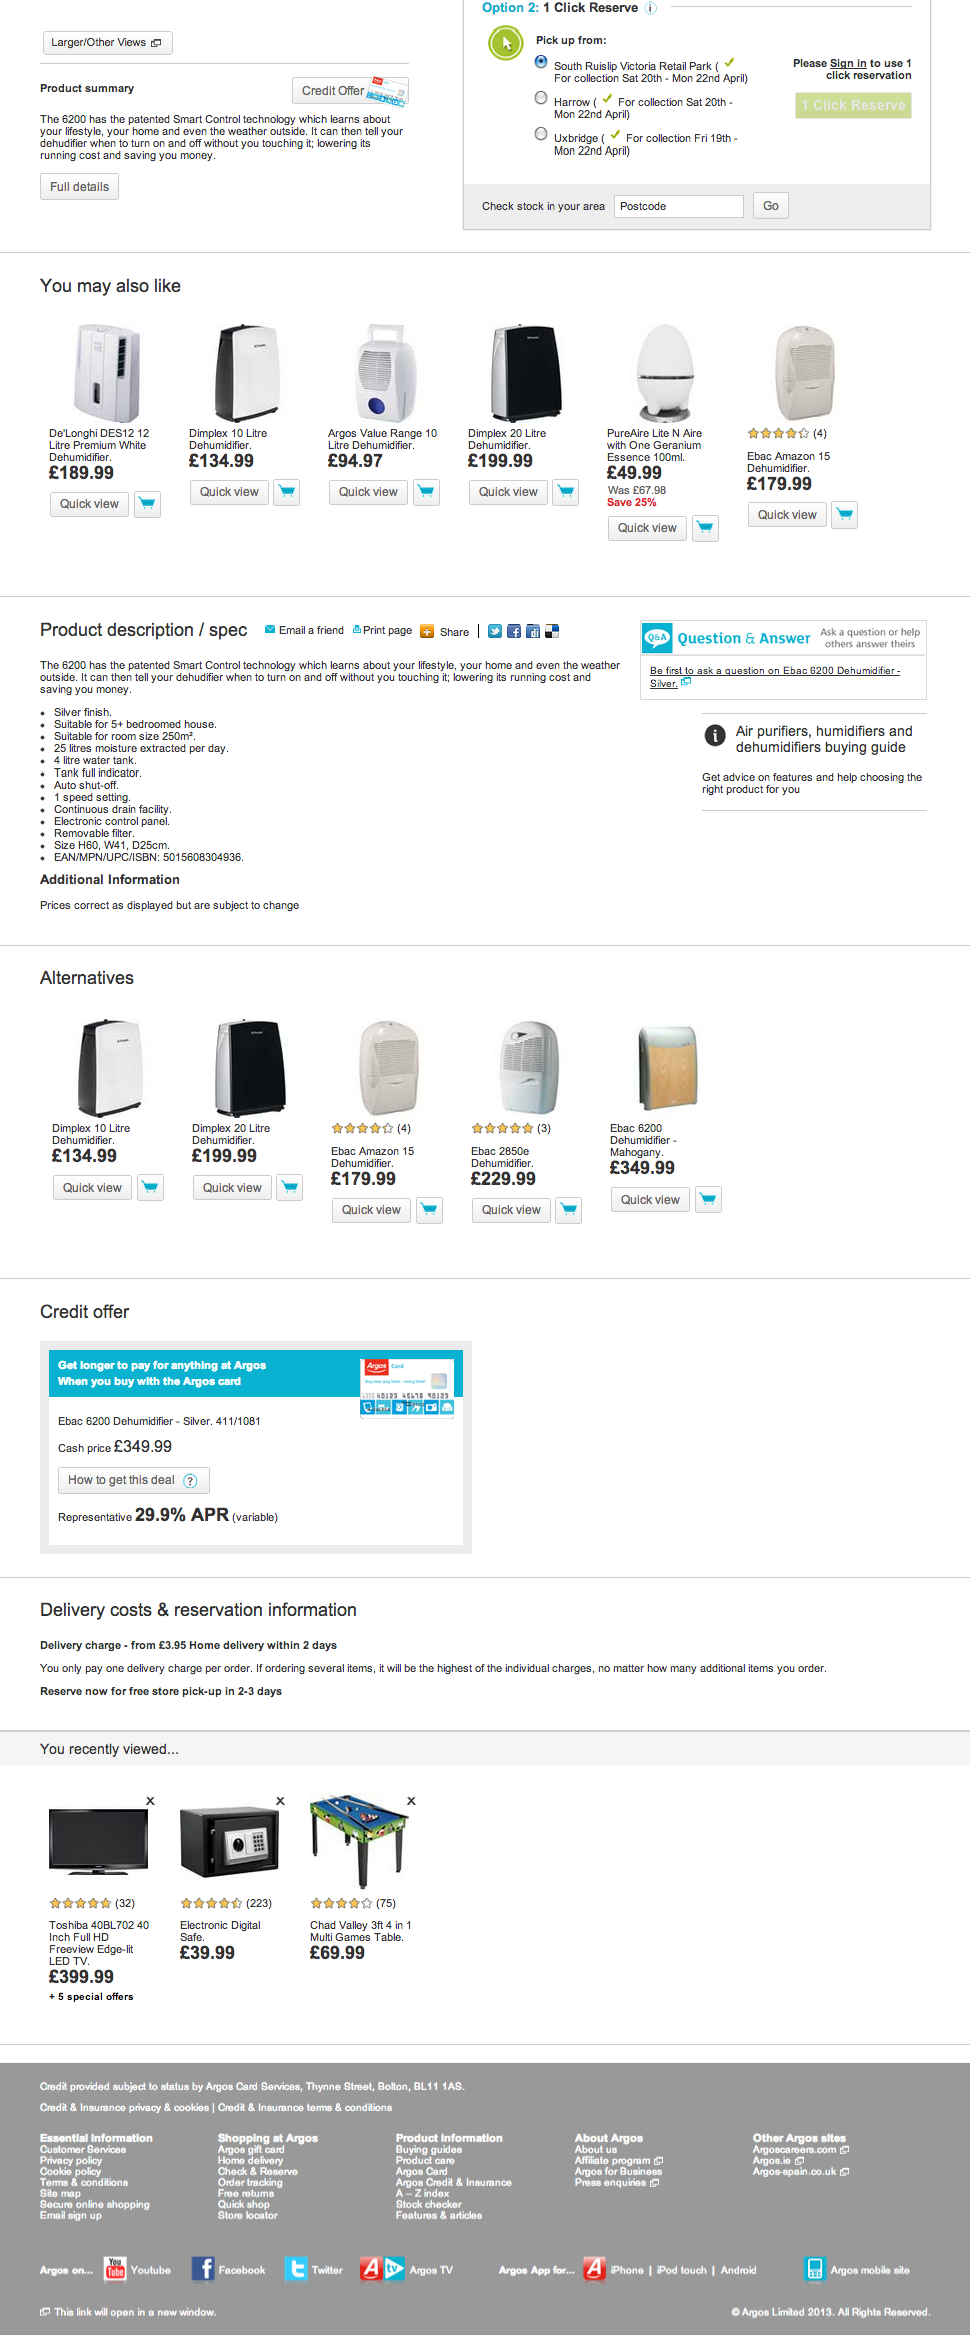 Option 2: 1 Click Reserve
Larger/Other Views
Pick up from:
South Ruislip Victoria Retail Park (
For collection Sat 20th - Mon 22nd April)
Harrow ( For collection Sat 20th -
Mon 22nd April)
Uxbridge ( For collection Fri 19th -
Mon 22nd April)
Please Sign in to use 1
click reservation
1 Click Reserve
Product summary
Credit Offer
The 6200 has the patented Smart Control technology which learns about
your lifestyle, your home and even the weather outside. It can then tell your
dehudifier when to turn on and off without you touching it; lowering its
running cost and saving you money.
Full details
Check stock in your area
Postcode
Go
You may also like
De'Longhi DES12 12
Litre Premium White
Dehumidifier.
£189.99
Quick view
Dimplex 10 Litre
Dehumidifier.
£134.99
Quick view
Argos Value Range 10
Litre Dehumidifier.
£94.97
Quick view
Dimplex 20 Litre
Dehumidifier.
£199.99
Quick view
PureAire Lite N Aire
with One Geranium
Essence 100ml.
£49.99
Was £67.98
Save 25%
Quick view
(4)
Ebac Amazon 15
Dehumidifier.
£179.99
Quick view
Product description / spec
Email a friend
Print page
Share
Q&A
Question & Answer
Ask a question or help
others answer theirs
Be first to ask a question on Ebac 6200 Dehumidifier -
Silver.
The 6200 has the patented Smart Control technology which learns about your lifestyle, your home and even the weather
outside. It can then tell your dehudifier when to turn on and off without you touching it; lowering its running cost and
saving you money.
Silver finish.
Suitable for 5+ bedroomed house.
Suitable for room size 250m².
25 litres moisture extracted per day.
4 litre water tank.
Tank full indicator.
Auto shut-off.
1 speed setting.
Continuous drain facility.
Electronic control panel.
Removable filter.
Size H60, W41, D25cm.
EAN/MPN/UPC/ISBN: 5015608304936.
Air purifiers, humidifiers and
dehumidifiers buying guide
Get advice on features and help choosing the
right product for you
Additional Information
Prices correct as displayed but are subject to change
Alternatives
Dimplex 10 Litre
Dehumidifier.
£134.99
Quick view
Dimplex 20 Litre
Dehumidifier.
£199.99
Quick view
(4)
Ebac Amazon 15
Dehumidifier.
£179.99
Quick view
(3)
Ebac 2850e
Dehumidifier.
£229.99
Quick view
Ebac 6200
Dehumidifier -
Mahogany.
£349.99
Quick view
Credit offer
Get longer to pay for anything at Argos
When you buy with the Argos card
Argos Card
Ebac 6200 Dehumidifier - Silver. 411/1081
Cash price £349.99
How to get this deal ?
Representative 29.9% APR (variable)
Delivery costs & reservation information
Delivery charge - from £3.95 Home delivery within 2 days
You only pay one delivery charge per order. If ordering several items, it will be the highest of the individual charges, no matter how many additional items you order.
Reserve now for free store pick-up in 2-3 days
You recently viewed...
x
(32)
Toshiba 40BL702 40
Inch Full HD
Freeview Edge-lit
LED TV.
£399.99
+ 5 special offers
x
(223)
Electronic Digital
Safe.
£39.99
x
(75)
Chad Valley 3ft 4 in 1
Multi Games Table.
£69.99
Credit provided subject to status by Argos Card Services, Thynne Street, Bolton, BL11 1AS.
Credit & Insurance privacy & cookies | Credit & Insurance terms & conditions
Essential Information
Customer Services
Privacy policy
Cookie policy
Terms & conditions
Site map
Secure online shopping
Email sign up
Shopping at Argos
Argos gift card
Home delivery
Check & Reserve
Order tracking
Free returns
Quick shop
Store locator
Product Information
Buying guides
Product care
Argos Card
Argos Credit & Insurance
A – Z index
Stock checker
Features & articles
About Argos
About us
Affiliate program
Argos for Business
Press enquiries
Other Argos sites
Argoscareers.com
Argos.ie
Argos-spain.co.uk
Argos on...
You Tube
Youtube
Facebook
Twitter
Argos TV
Argos App for...
iPhone | iPod touch | Android
Argos mobile site
This link will open in a new window.
© Argos Limited 2013. All Rights Reserved.